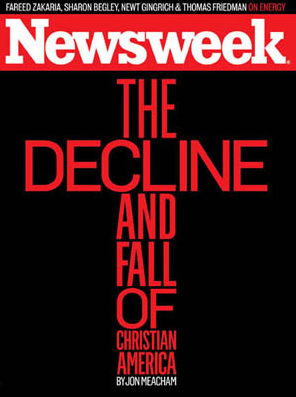 FAREED ZAKARIA, SHARON BEGLEY, NEWT GINGRICH & THOMAS FRIEDMAN ON ENERGY
Newsweek®
THE
DECLINE
AND
FALL
OF
CHRISTIAN
AMERICA
BY JON MEACHAM